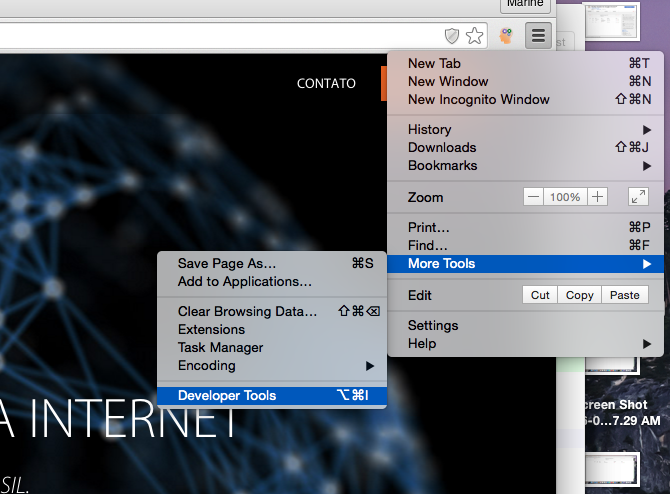 Marine
CONTATO
New Tab ⌘T
New Window ⌘N
New Incognito Window ⇧⌘N
History ▶
Downloads ⇧⌘J
Bookmarks ▶
Zoom − 100% +
Print... ⌘P
Find... ⌘F
More Tools ▶
Edit Cut Copy Paste
Settings
Help ▶
Save Page As... ⌘S
Add to Applications...
Clear Browsing Data... ⇧⌘⌫
Extensions
Task Manager
Encoding ▶
Developer Tools ⌥⌘I
A INTERNET
SIL.
creen Shot
6-0...7.29 AM